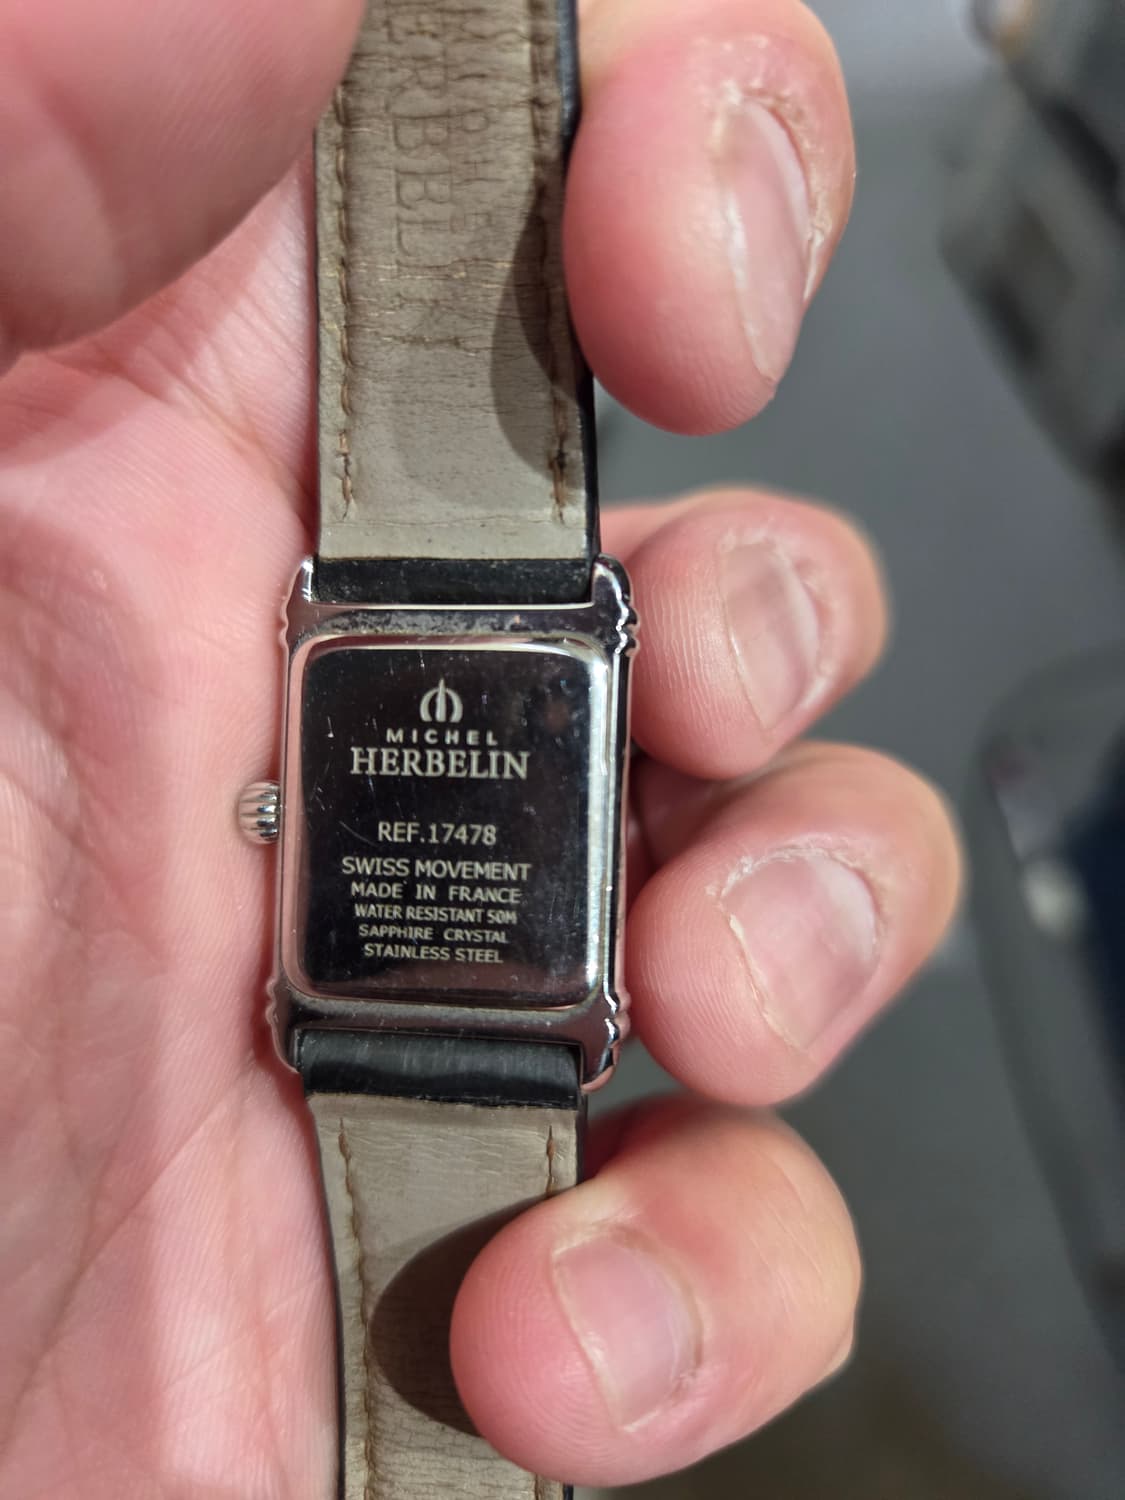 MICHEL
HERBELIN
REF.17478
SWISS MOVEMENT
MADE IN FRANCE
WATER RESISTANT 50M
SAPPHIRE CRYSTAL
STAINLESS STEEL